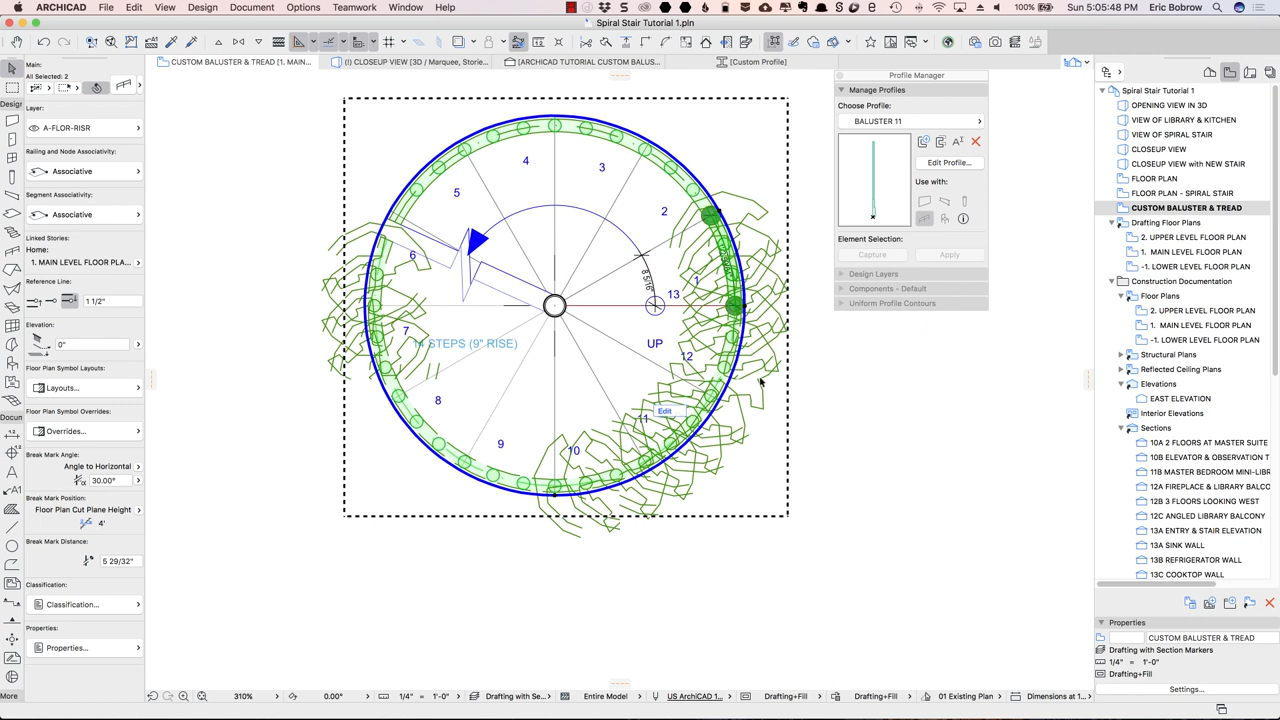 ARCHICAD File Edit View Design Document Options Teamwork Window Help 100% Sun 5:05:48 PM Eric Bobrow
Spiral Stair Tutorial 1.pln
CUSTOM BALUSTER & TREAD [1. MAIN... (!) CLOSEUP VIEW [3D / Marquee, Storie... [ARCHICAD TUTORIAL CUSTOM BALUS... [Custom Profile]
Main:
All Selected: 2
Design
Layer:
A-FLOR-RISR
Railing and Node Associativity
Associative
Segment Associativity
Associative
Linked Stories:
Home:
1. MAIN LEVEL FLOOR PLA...
Reference Line:
1 1/2"
Elevation:
0"
Floor Plan Symbol Layouts:
Layouts...
Floor Plan Symbol Overrides:
Docun
Overrides...
Break Mark Angle:
Angle to Horizontal
30.00°
Break Mark Position:
Floor Plan Cut Plane Height
4'
Break Mark Distance:
5 29/32"
Classification:
Classification...
Properties:
Properties...
More
4
3
5
2
6
1
13
8 5/16"
7
14 STEPS (9" RISE)
UP
12
8
Edit
11
9
10
Profile Manager
Manage Profiles
Choose Profile:
BALUSTER 11
Edit Profile...
Use with:
Element Selection:
Capture Apply
Design Layers
Components - Default
Uniform Profile Contours
Spiral Stair Tutorial 1
OPENING VIEW IN 3D
VIEW OF LIBRARY & KITCHEN
VIEW OF SPIRAL STAIR
CLOSEUP VIEW
CLOSEUP VIEW with NEW STAIR
FLOOR PLAN
FLOOR PLAN - SPIRAL STAIR
CUSTOM BALUSTER & TREAD
Drafting Floor Plans
2. UPPER LEVEL FLOOR PLAN
1. MAIN LEVEL FLOOR PLAN
-1. LOWER LEVEL FLOOR PLAN
Construction Documentation
Floor Plans
2. UPPER LEVEL FLOOR PLAN
1. MAIN LEVEL FLOOR PLAN
-1. LOWER LEVEL FLOOR PLAN
Structural Plans
Reflected Ceiling Plans
Elevations
EAST ELEVATION
Interior Elevations
Sections
10A 2 FLOORS AT MASTER SUITE
10B ELEVATOR & OBSERVATION T
11B MASTER BEDROOM MINI-LIBR
12A FIREPLACE & LIBRARY BALCO
12B 3 FLOORS LOOKING WEST
12C ANGLED LIBRARY BALCONY
13A ENTRY & STAIR ELEVATION
13A SINK WALL
13B REFRIGERATOR WALL
13C COOKTOP WALL
Properties
CUSTOM BALUSTER & TREAD
Drafting with Section Markers
1/4" = 1'-0"
Drafting+Fill
Settings...
310% 0.00° 1/4" = 1'-0" Drafting with Se... Entire Model US ArchiCAD 1... Drafting+Fill Drafting+Fill 01 Existing Plan Dimensions at 1...